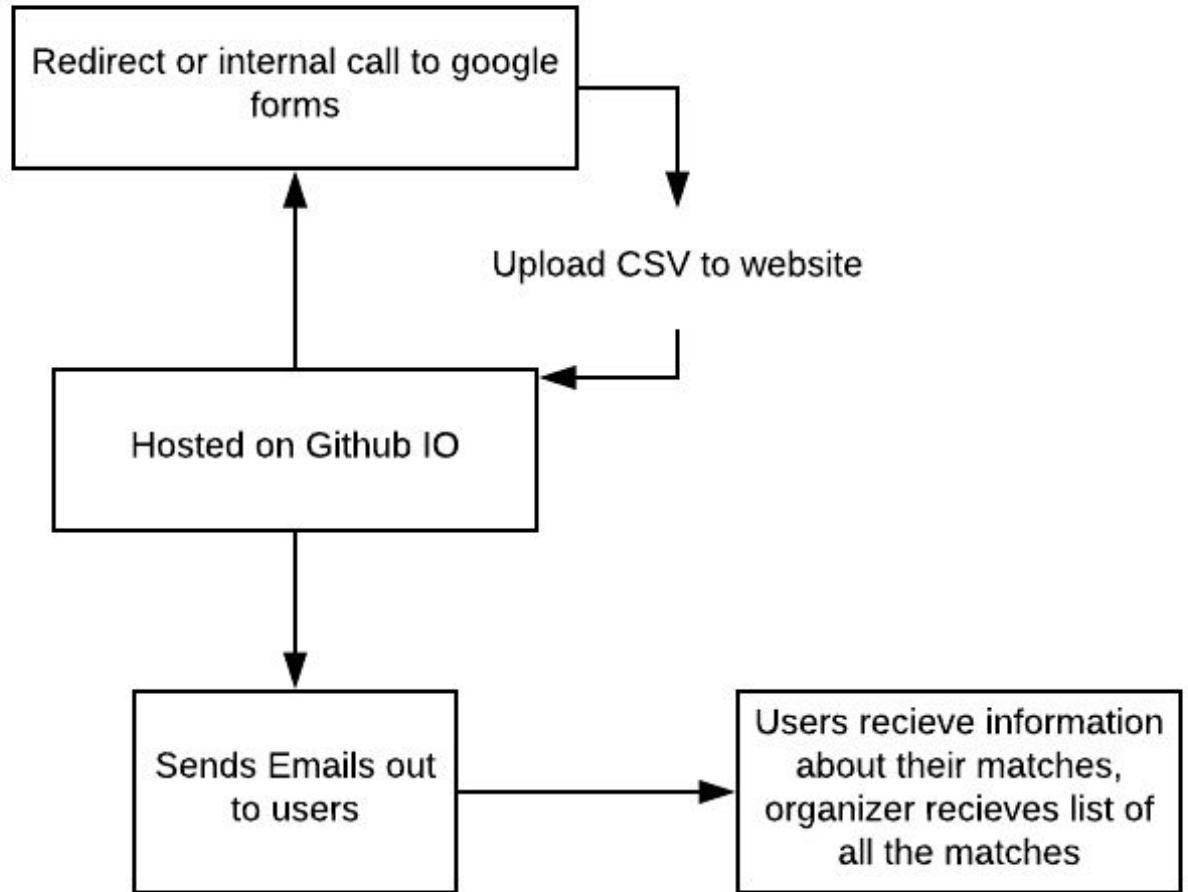 Redirect or internal call to google
forms
Upload CSV to website
Hosted on Github IO
Sends Emails out
to users
Users recieve information
about their matches,
organizer recieves list of
all the matches